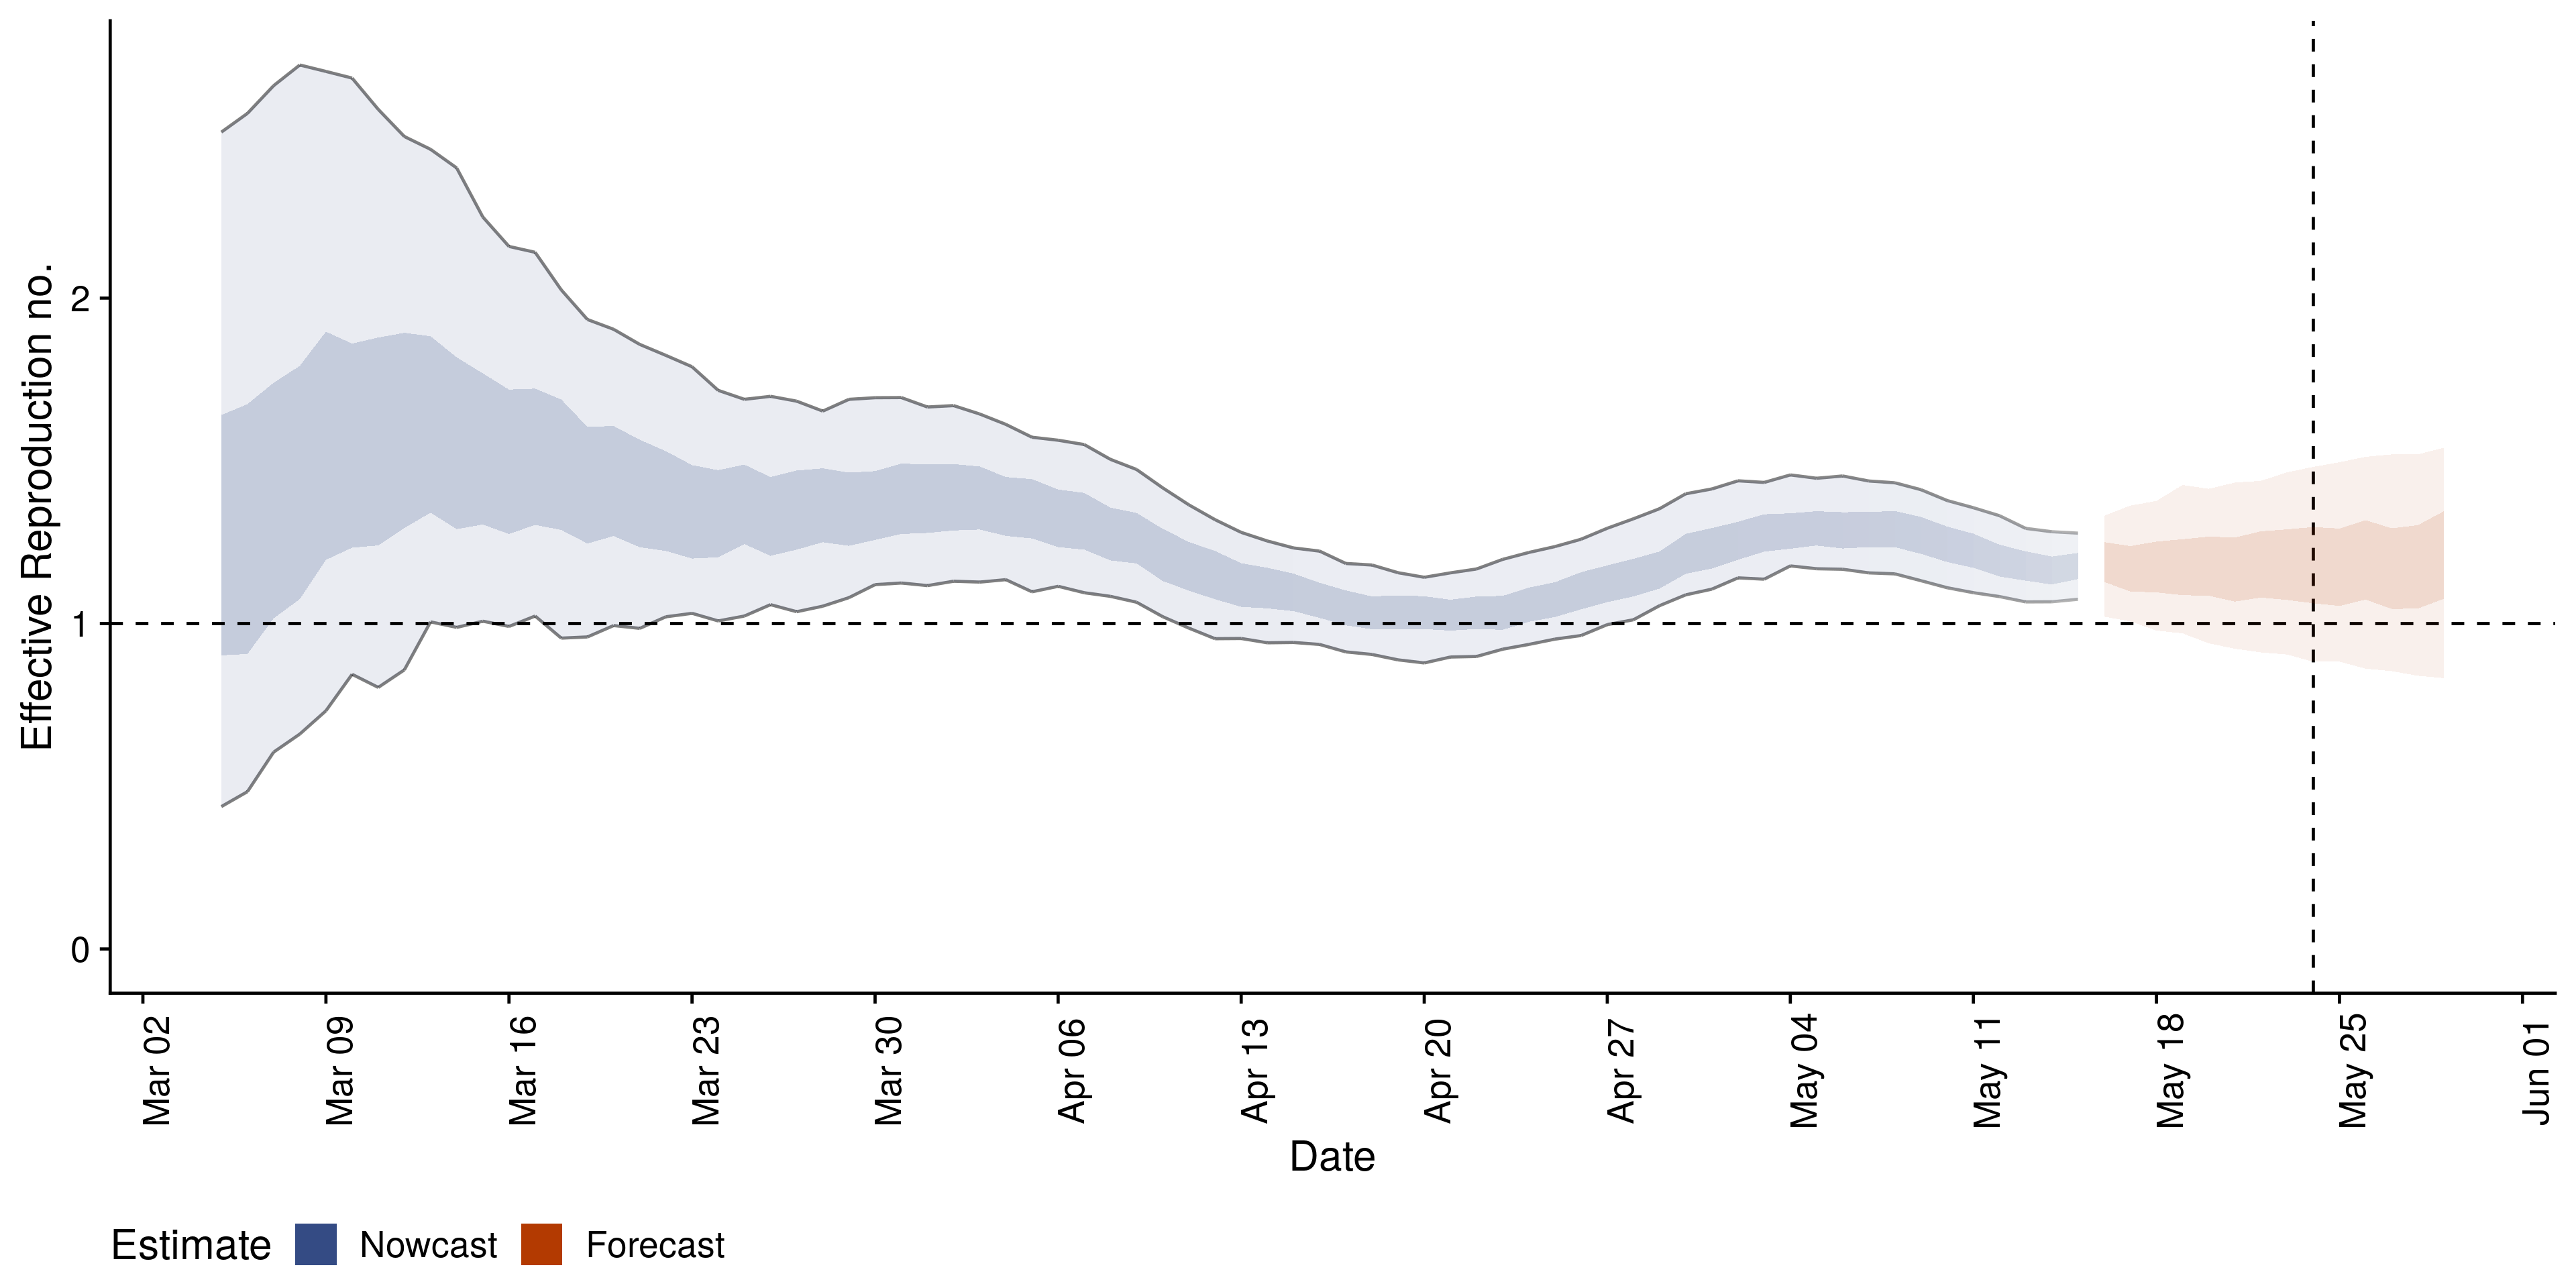 Effective Reproduction no.
2
1
0
Mar 02
Mar 09
Mar 16
Mar 23
Mar 30
Apr 06
Apr 13
Apr 20
Apr 27
May 04
May 11
May 18
May 25
Jun 01
Date
Estimate Nowcast Forecast